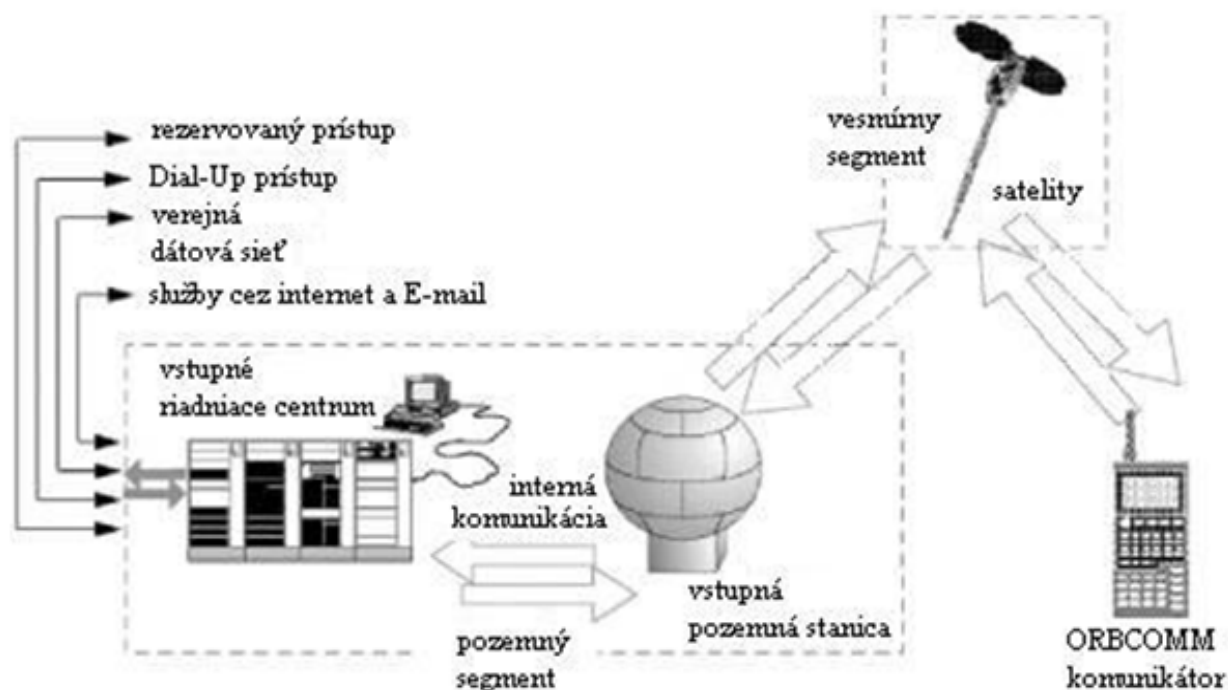 rezervovaný prístup
Dial-Up prístup
verejná
dátová sieť
služby cez internet a E-mail
vesmírny
segment
satelity
vstupné
riadniace centrum
interná
komunikácia
vstupná
pozemná stanica
pozemný
segment
ORBCOMM
komunikátor